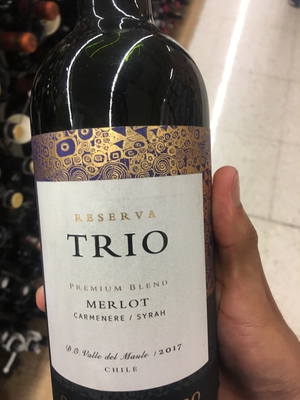 RESERVA
TRIO
PREMIUM BLEND
MERLOT
CARMENERE / SYRAH
D.O. Valle del Maule / 2017
CHILE